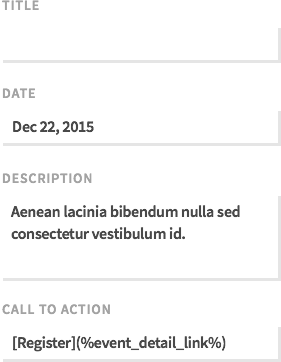 TITLE
DATE
Dec 22, 2015
DESCRIPTION
Aenean lacinia bibendum nulla sed
consectetur vestibulum id.
CALL TO ACTION
[Register](%event_detail_link%)